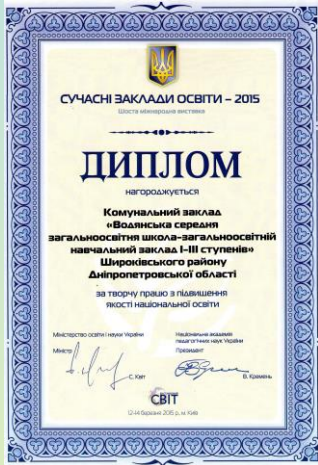 СУЧАСНІ ЗАКЛАДИ ОСВІТИ – 2015
Шоста міжнародна виставка
ДИПЛОМ
нагороджується
Комунальний заклад
«Водянська середня
загальноосвітня школа-загальноосвітній
навчальний заклад І-ІІІ ступенів»
Широківського району
Дніпропетровської області
за творчу працю з підвищення
якості національної освіти
Міністерство освіти і науки України
Міністр
С. Квіт
Національна академія
педагогічних наук України
Президент
В. Кремень
СВІТ
12-14 березня 2015 р., м. Київ